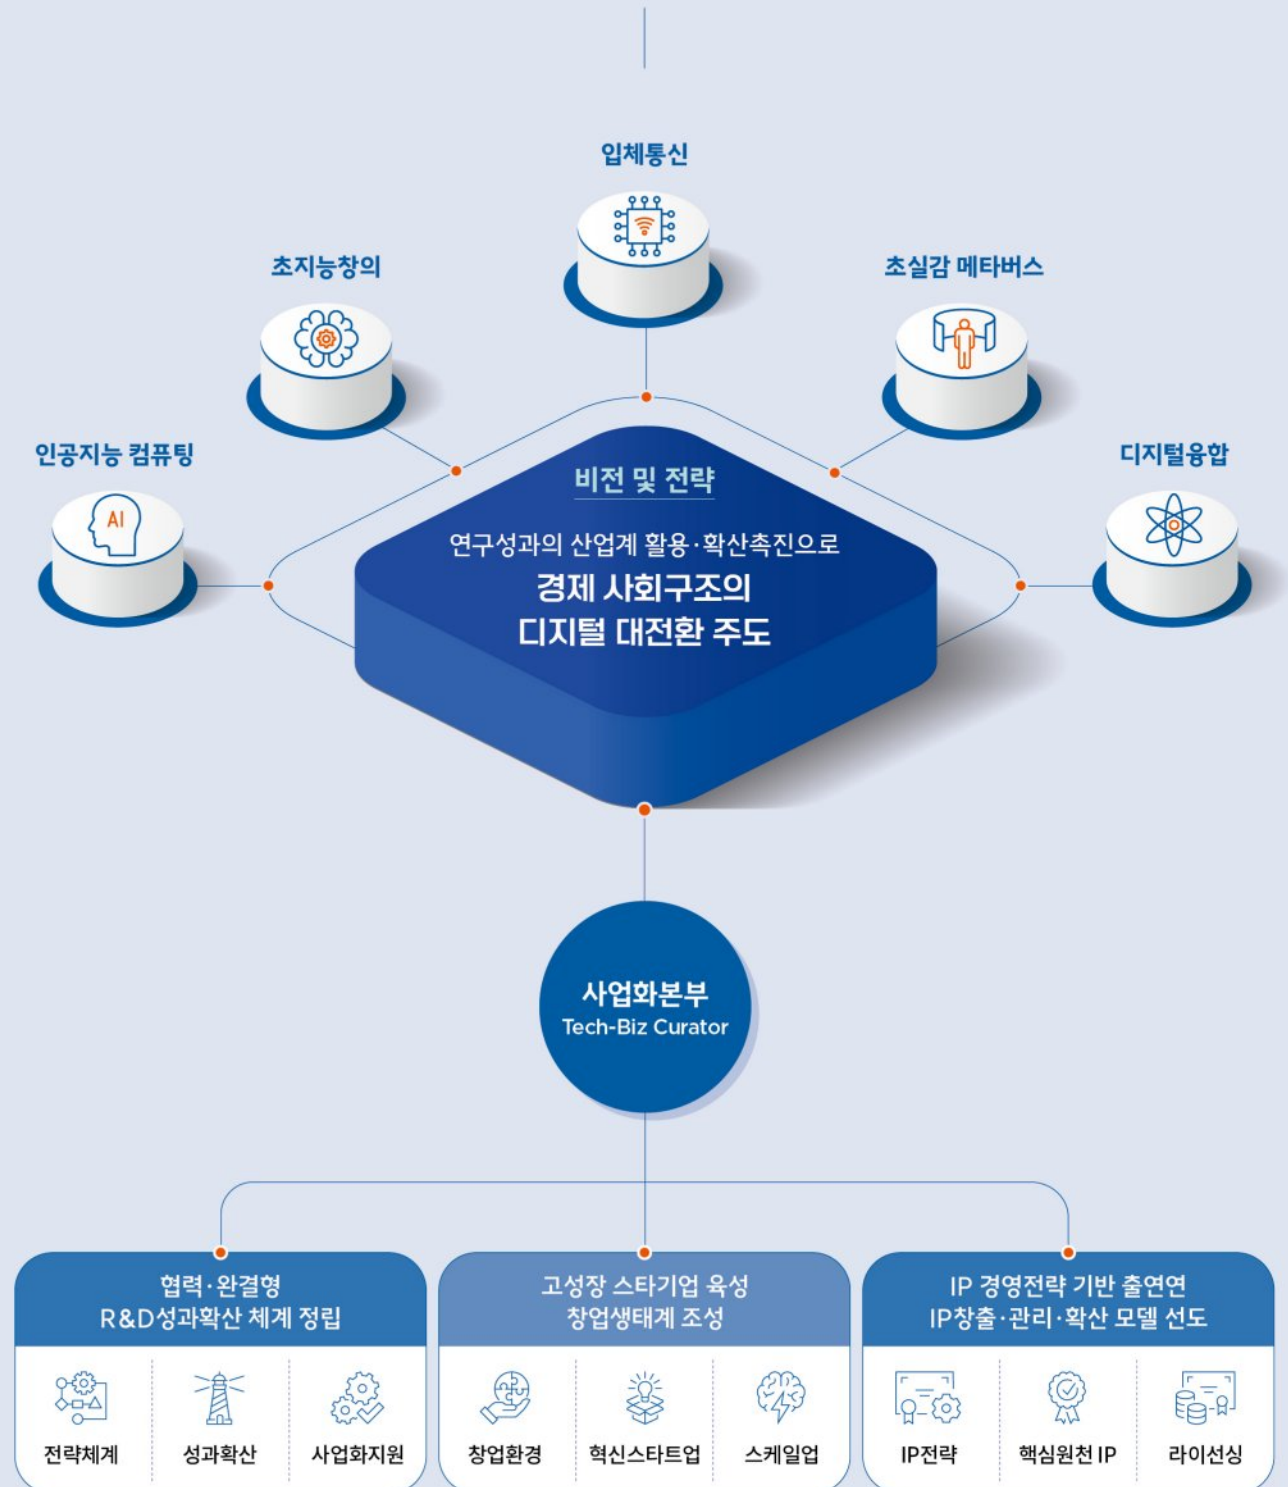 입체통신
초지능창의
초실감 메타버스
인공지능 컴퓨팅
디지털융합
AI
비전 및 전략
연구성과의 산업계 활용·확산촉진으로
경제 사회구조의
디지털 대전환 주도
사업화본부
Tech-Biz Curator
협력·완결형
R&D성과확산 체계 정립
전략체계
성과확산
사업화지원
고성장 스타기업 육성
창업생태계 조성
창업환경
혁신스타트업
스케일업
IP 경영전략 기반 출연연
IP창출·관리·확산 모델 선도
IP전략
핵심원천 IP
라이선싱